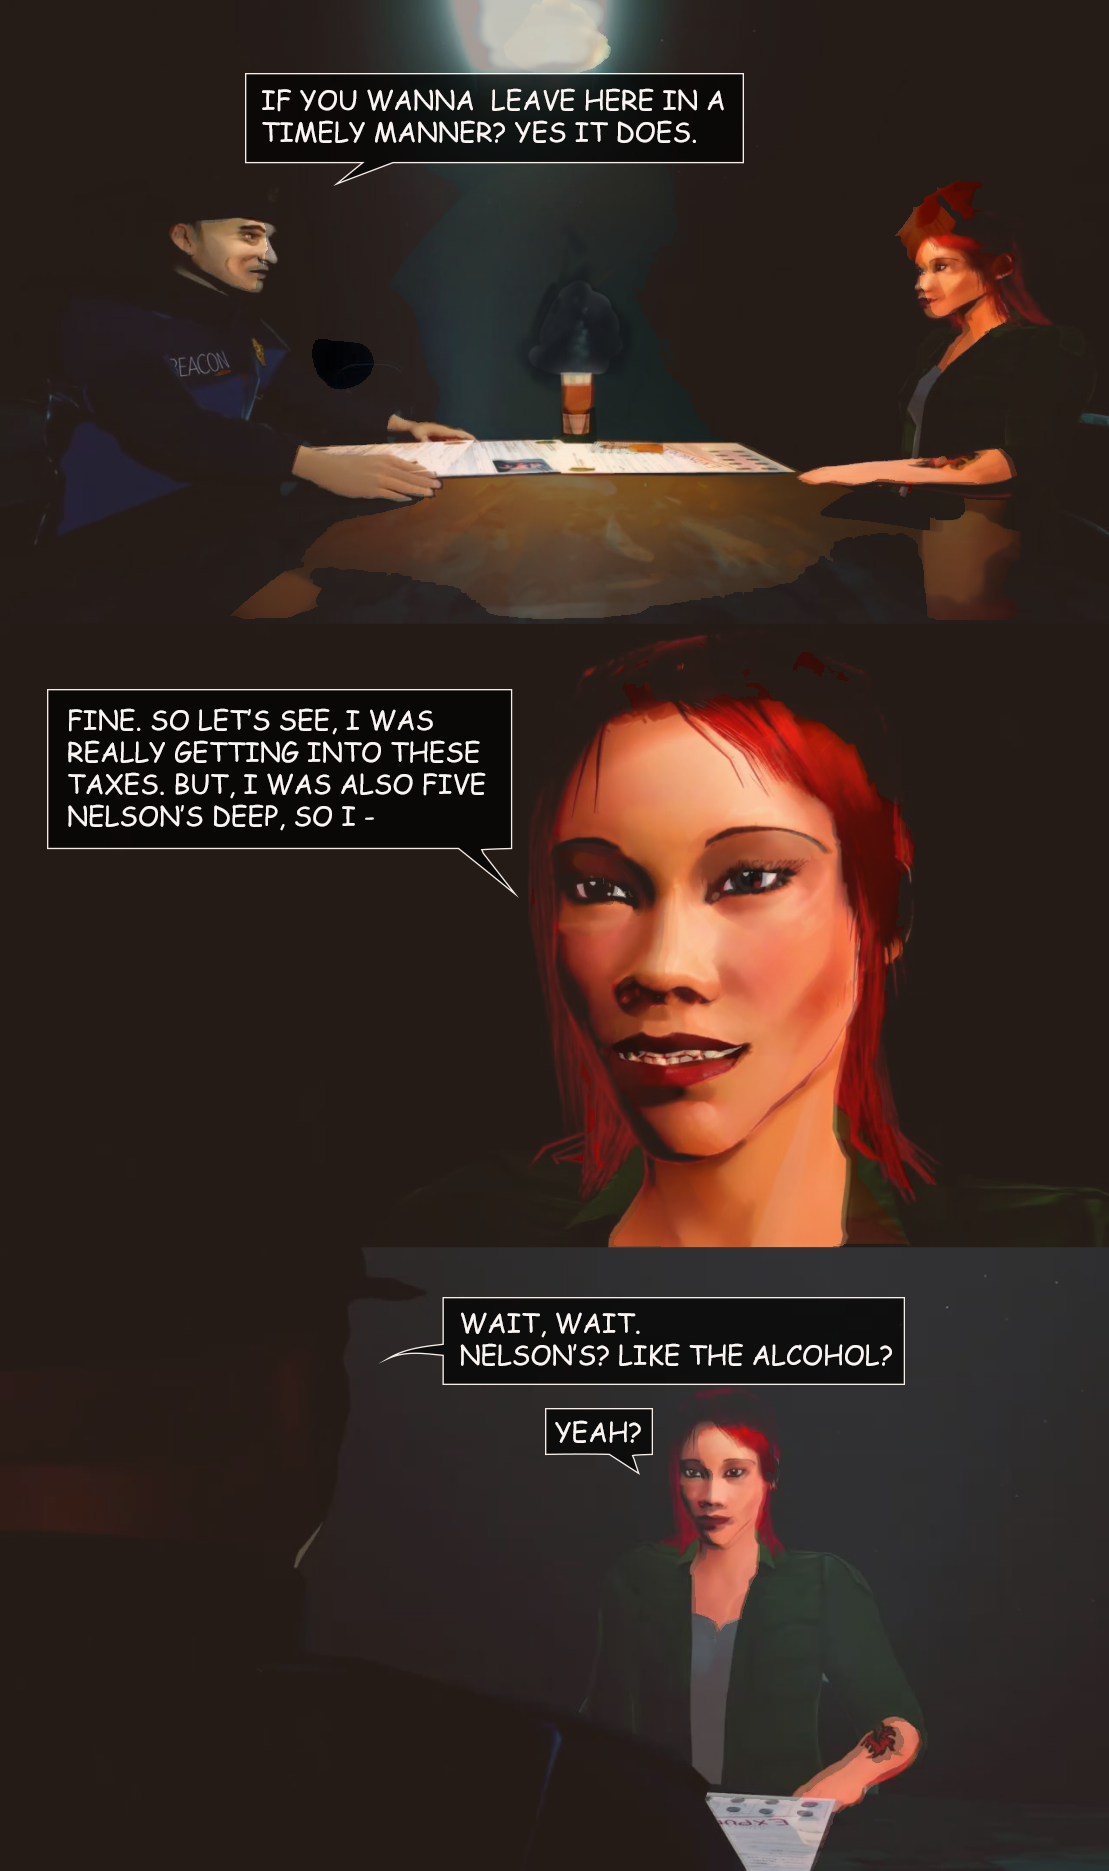 IF YOU WANNA LEAVE HERE IN A
TIMELY MANNER? YES IT DOES.
BEACON
FINE. SO LET'S SEE, I WAS
REALLY GETTING INTO THESE
TAXES. BUT, I WAS ALSO FIVE
NELSON'S DEEP, SO I -
WAIT, WAIT.
NELSON'S? LIKE THE ALCOHOL?
YEAH?